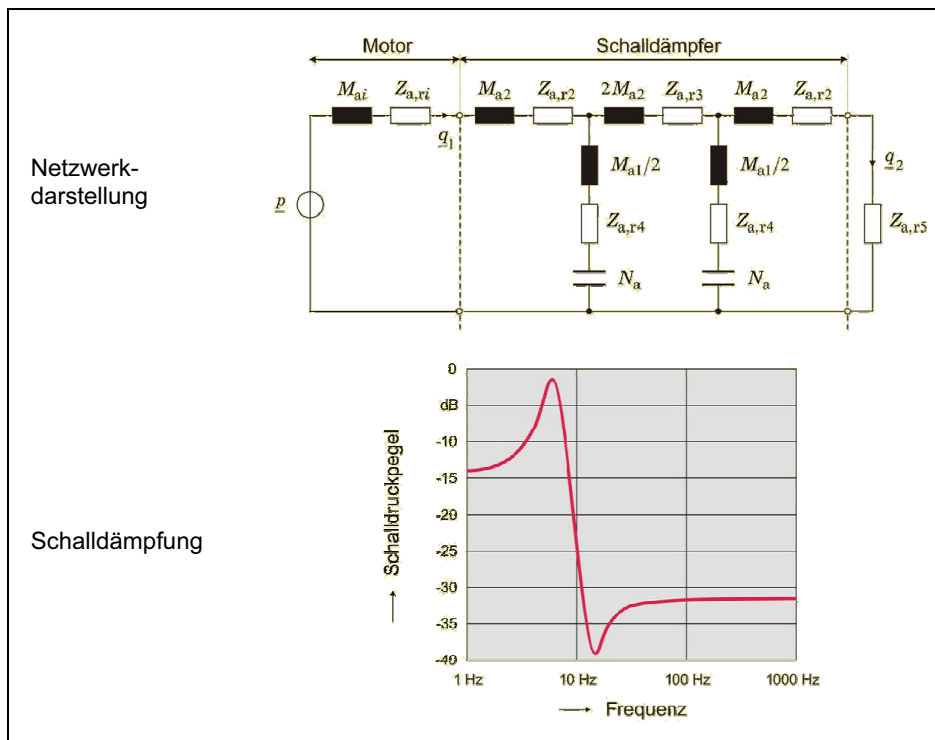 Motor Schalldämpfer
M_ai Z_a,ri M_a2 Z_a,r2 2M_a2 Z_a,r3 M_a2 Z_a,r2
q_1
M_a1/2 M_a1/2 q_2
Netzwerk-
darstellung
p
Z_a,r4 Z_a,r4 Z_a,r5
N_a N_a
0
dB
-10
-15
-20
-25
-30
-35
-40
Schalldruckpegel
Schalldämpfung
1 Hz 10 Hz 100 Hz 1000 Hz
Frequenz